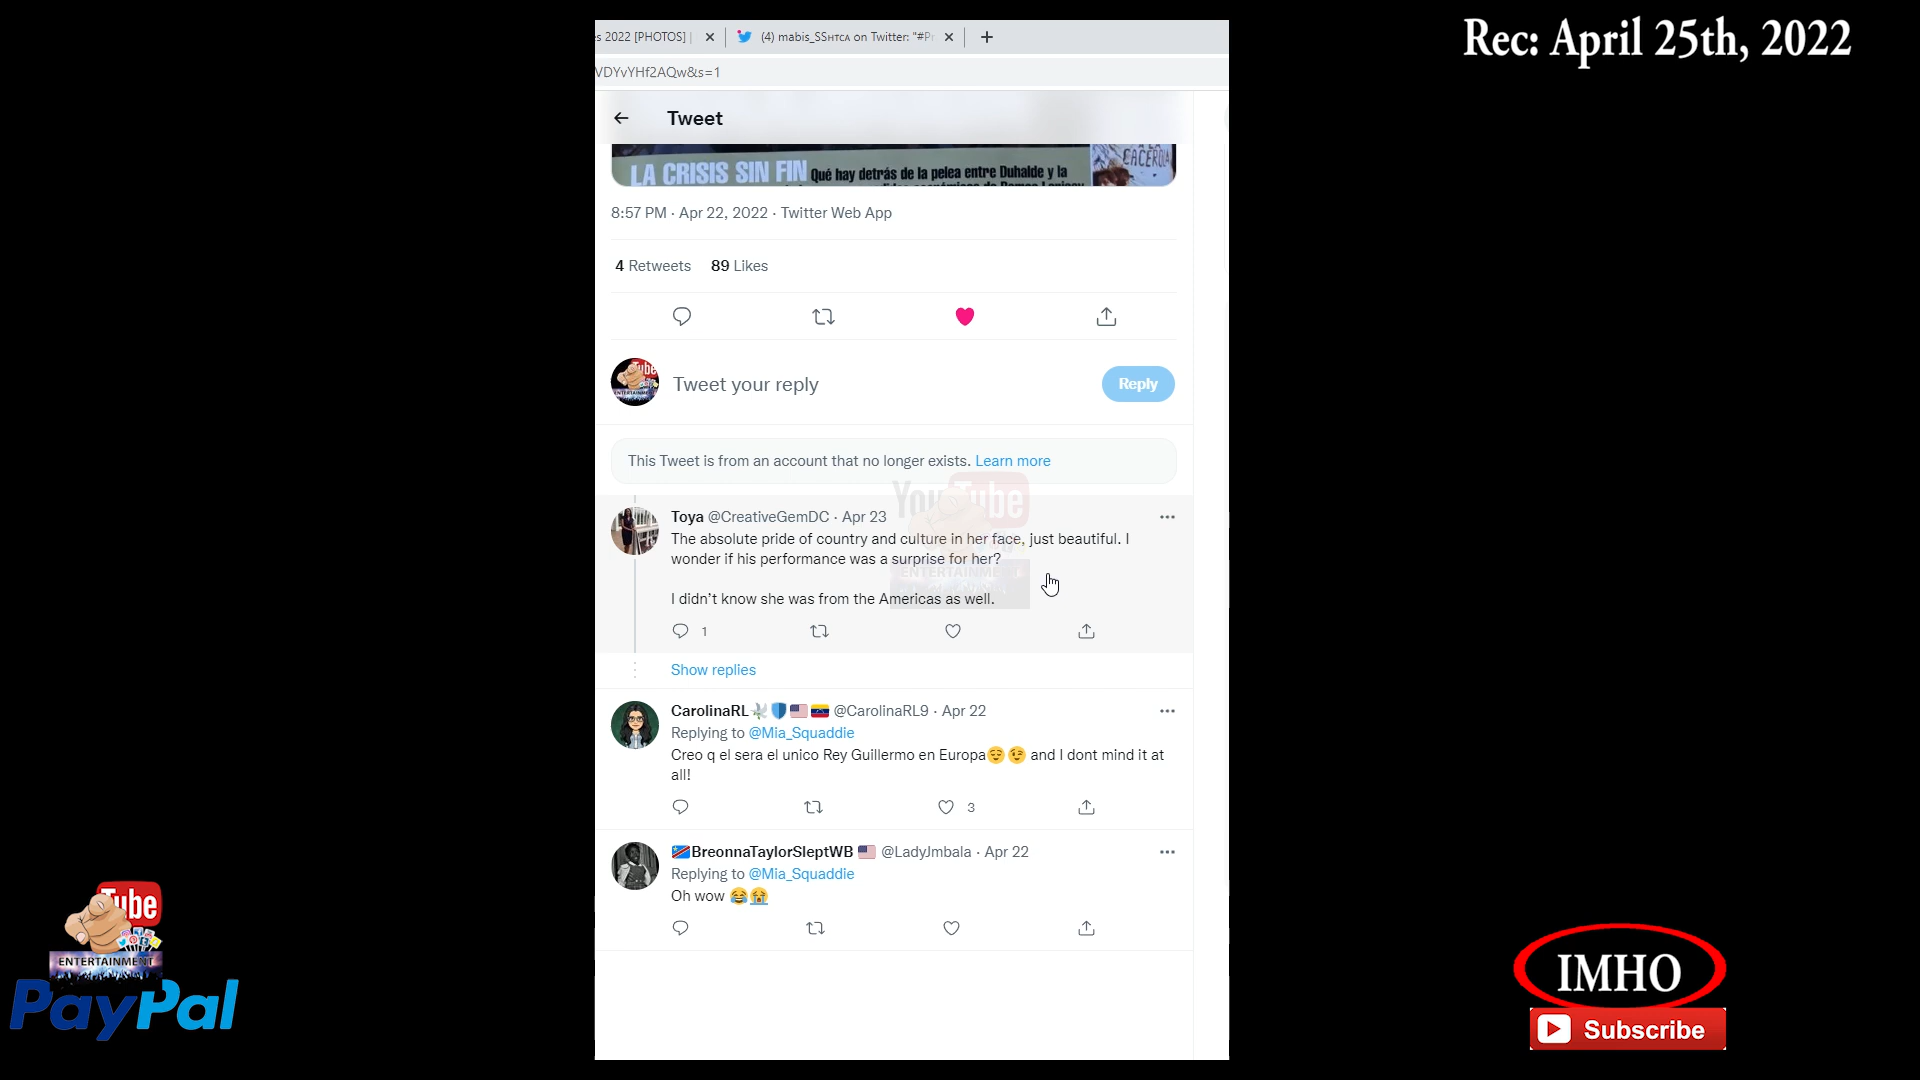 Rec: April 25th, 2022
s 2022 [PHOTOS] |
(4) mabis_SSHTCA on Twitter: "#Pr
VDYvYHf2AQw&s=1
Tweet
LA CRISIS SIN FIN Qué hay detrás de la pelea entre Duhalde y la
CACEROLA
8:57 PM · Apr 22, 2022 · Twitter Web App
4 Retweets 89 Likes
Tweet your reply
Reply
This Tweet is from an account that no longer exists. Learn more
YouTube
ENTERTAINMENT
Toya @CreativeGemDC · Apr 23
The absolute pride of country and culture in her face, just beautiful. I
wonder if his performance was a surprise for her?
I didn't know she was from the Americas as well.
1
Show replies
CarolinaRL🕊️🛡️🇺🇸🇻🇪 @CarolinaRL9 · Apr 22
Replying to @Mia_Squaddie
Creo q el sera el unico Rey Guillermo en Europa😌😉 and I dont mind it at
all!
3
🇨🇩BreonnaTaylorSleptWB🇺🇸 @LadyJmbala · Apr 22
Replying to @Mia_Squaddie
Oh wow 😂😭
Tube
ENTERTAINMENT
PayPal
IMHO
Subscribe